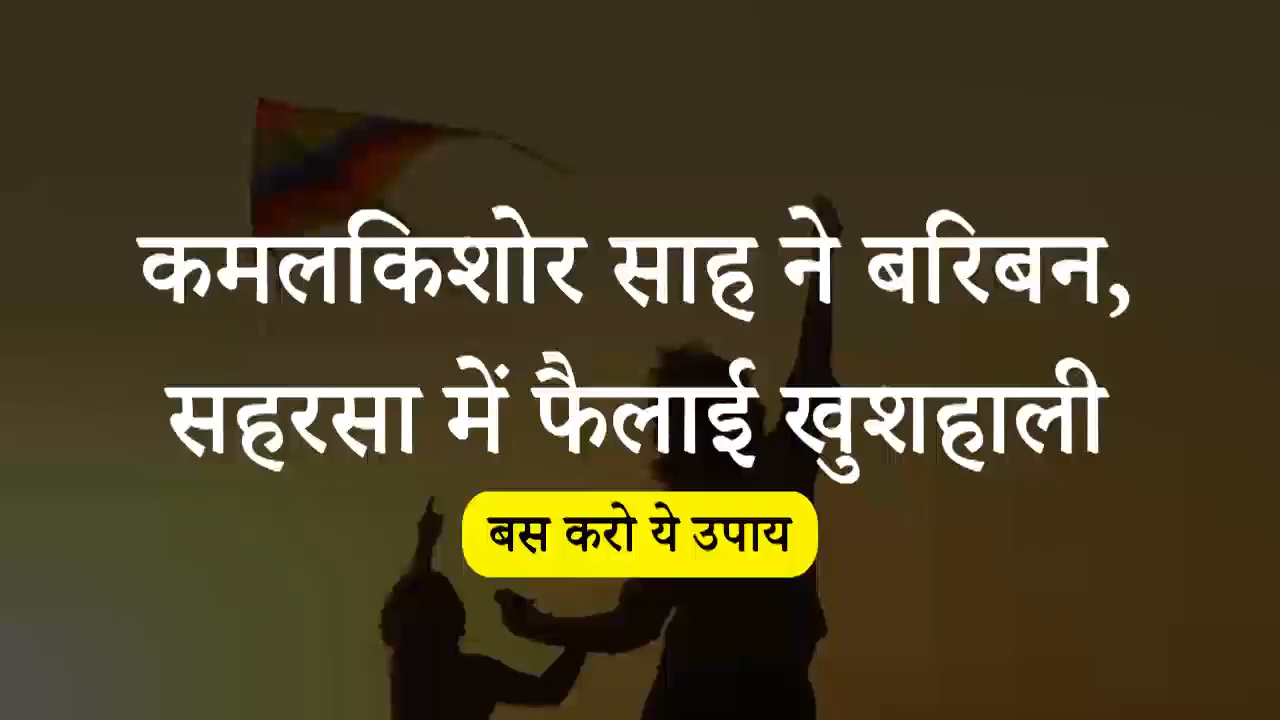 कमलकिशोर साह ने बरिबन,
सहरसा में फैलाई खुशहाली
बस करो ये उपाय